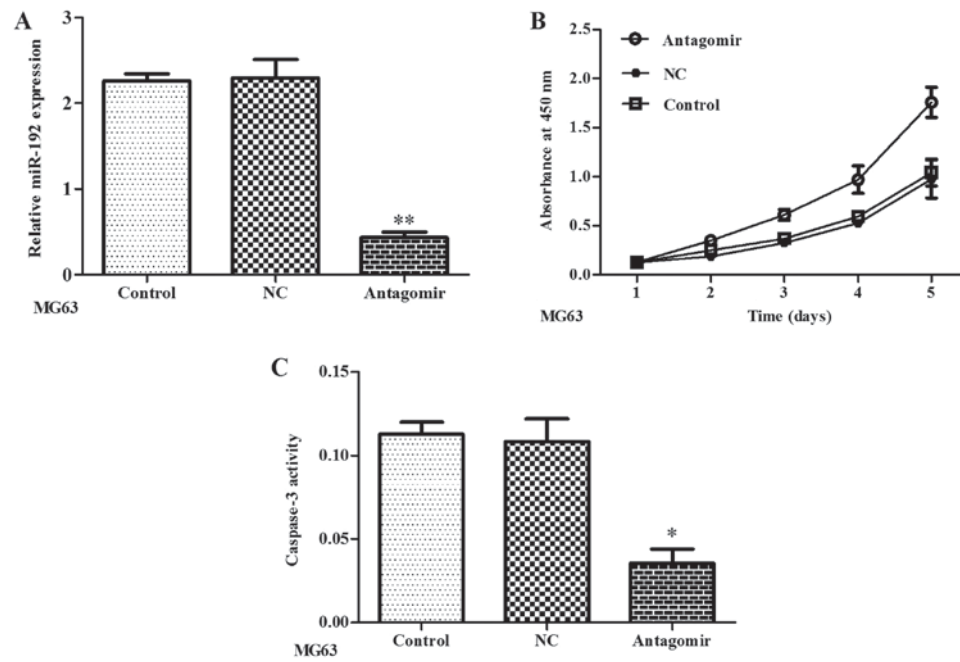 A
Relative miR-192 expression
3
2
1
0
**
Control
NC
Antagomir
MG63
B
Absorbance at 450 nm
2.5
2.0
1.5
1.0
0.5
0.0
Antagomir
NC
Control
1
2
3
4
5
MG63
Time (days)
C
Caspase-3 activity
0.15
0.10
0.05
0.00
*
Control
NC
Antagomir
MG63